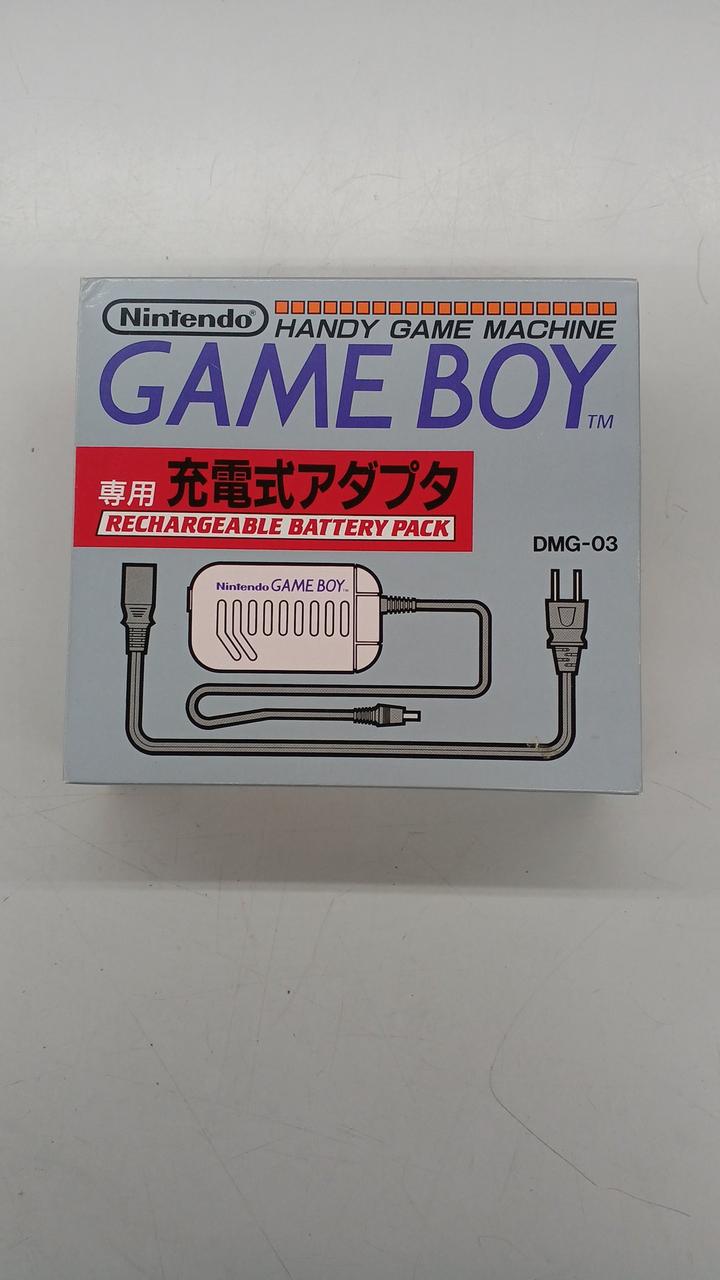 Nintendo®
HANDY GAME MACHINE
GAME BOY TM
専用 充電式アダプタ
RECHARGEABLE BATTERY PACK
DMG-03
Nintendo GAME BOY TM